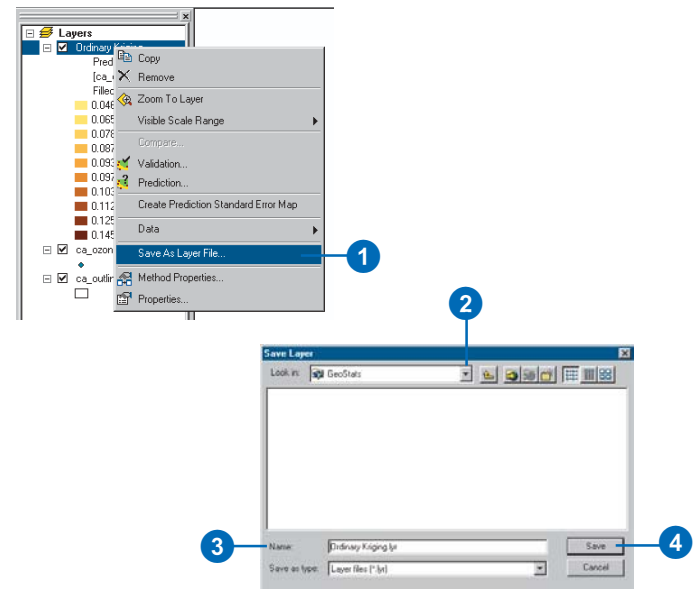 Layers
Ordinary Kriging
Pred
[ca_
Filled
0.046
0.065
0.078
0.087
0.093
0.097
0.103
0.112
0.125
0.145
ca_ozon
ca_outlin
Copy
Remove
Zoom To Layer
Visible Scale Range
Compare...
Validation...
Prediction...
Create Prediction Standard Error Map
Data
Save As Layer File...
Method Properties...
Properties...
1
2
Save Layer
Look in: GeoStats
3
Name: Ordinary Kriging.lyr
Save
4
Save as type: Layer files (*.lyr)
Cancel